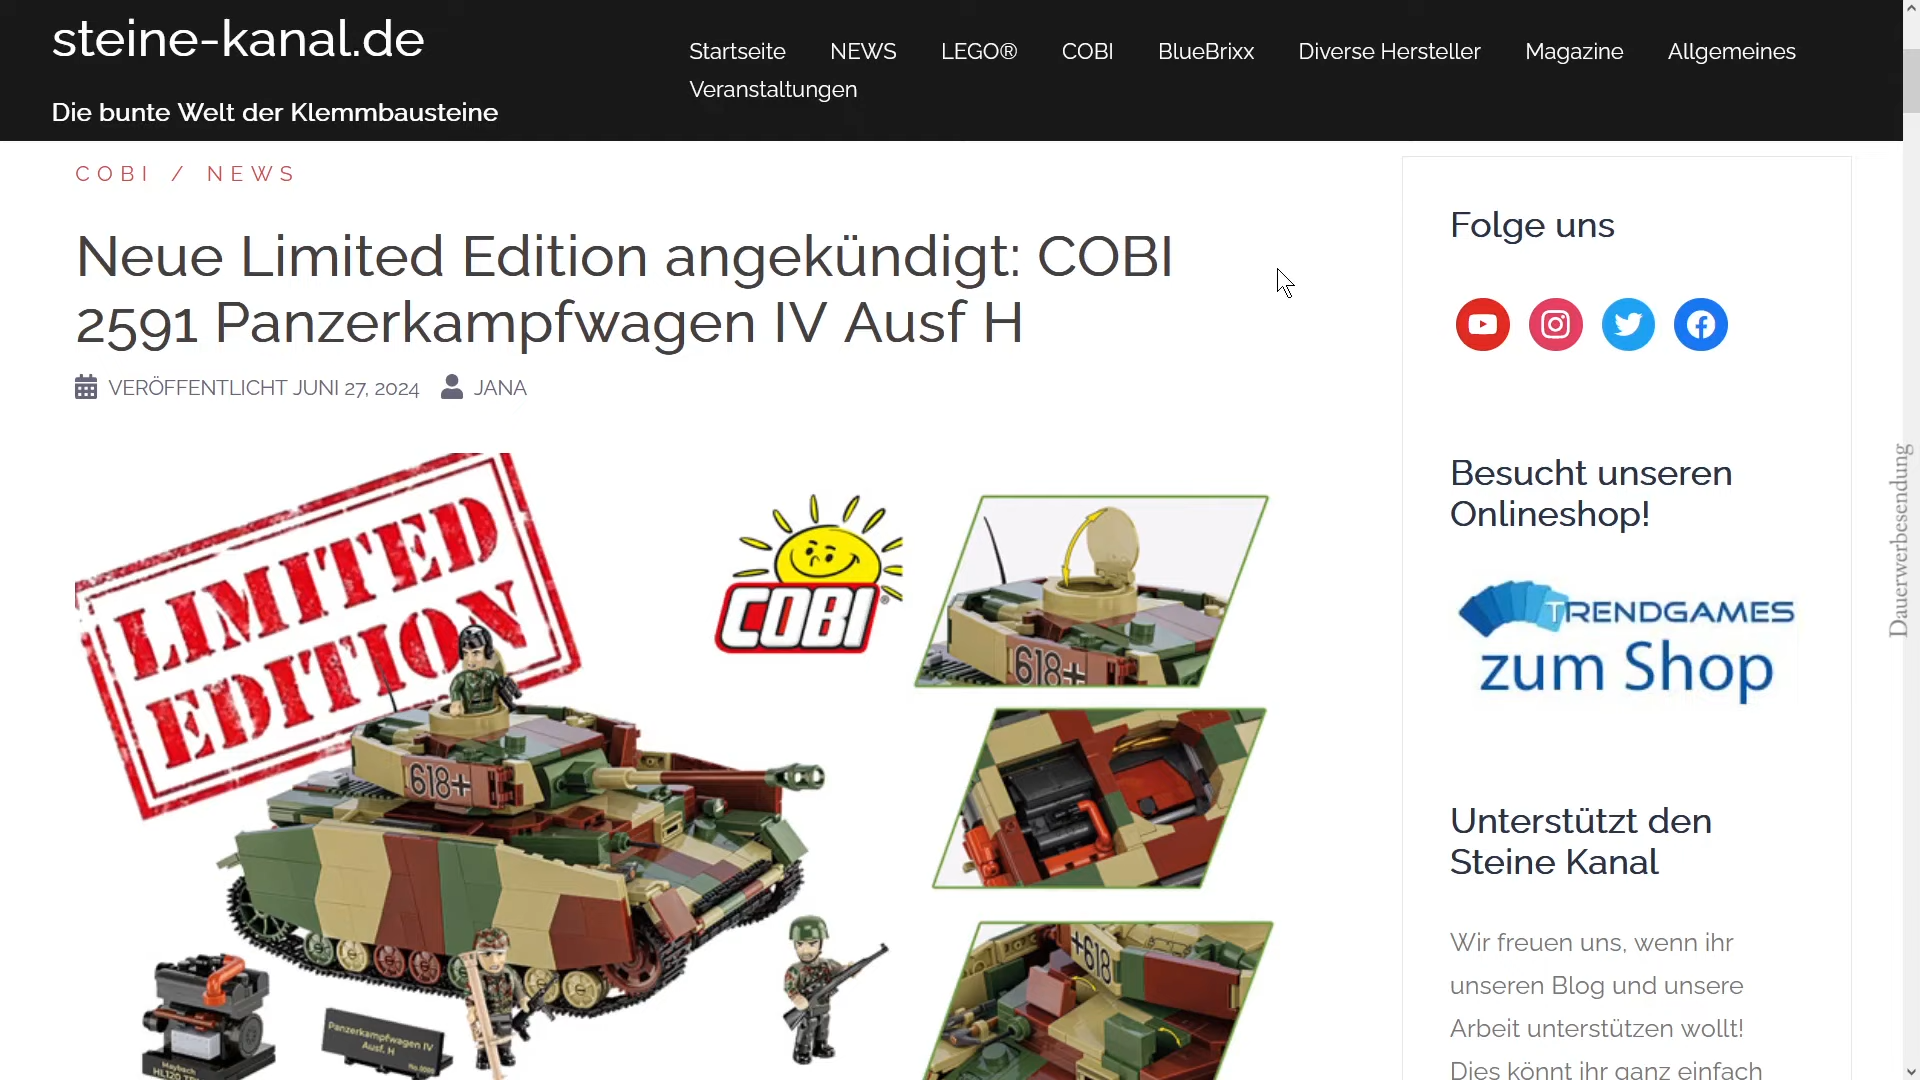 steine-kanal.de
Die bunte Welt der Klemmbausteine
Startseite NEWS LEGO® COBI BlueBrixx Diverse Hersteller Magazine Allgemeines
Veranstaltungen
COBI / NEWS
Neue Limited Edition angekündigt: COBI
2591 Panzerkampfwagen IV Ausf H
VERÖFFENTLICHT JUNI 27, 2024 JANA
LIMITED
EDITION
COBI®
618+
618+
+618
Panzerkampfwagen IV
Ausf. H
Maybach
HL120
Folge uns
Besucht unseren
Onlineshop!
TRENDGAMES
zum Shop
Unterstützt den
Steine Kanal
Wir freuen uns, wenn ihr
unseren Blog und unsere
Arbeit unterstützen wollt!
Dies könnt ihr ganz einfach
Dauerwerbesendung